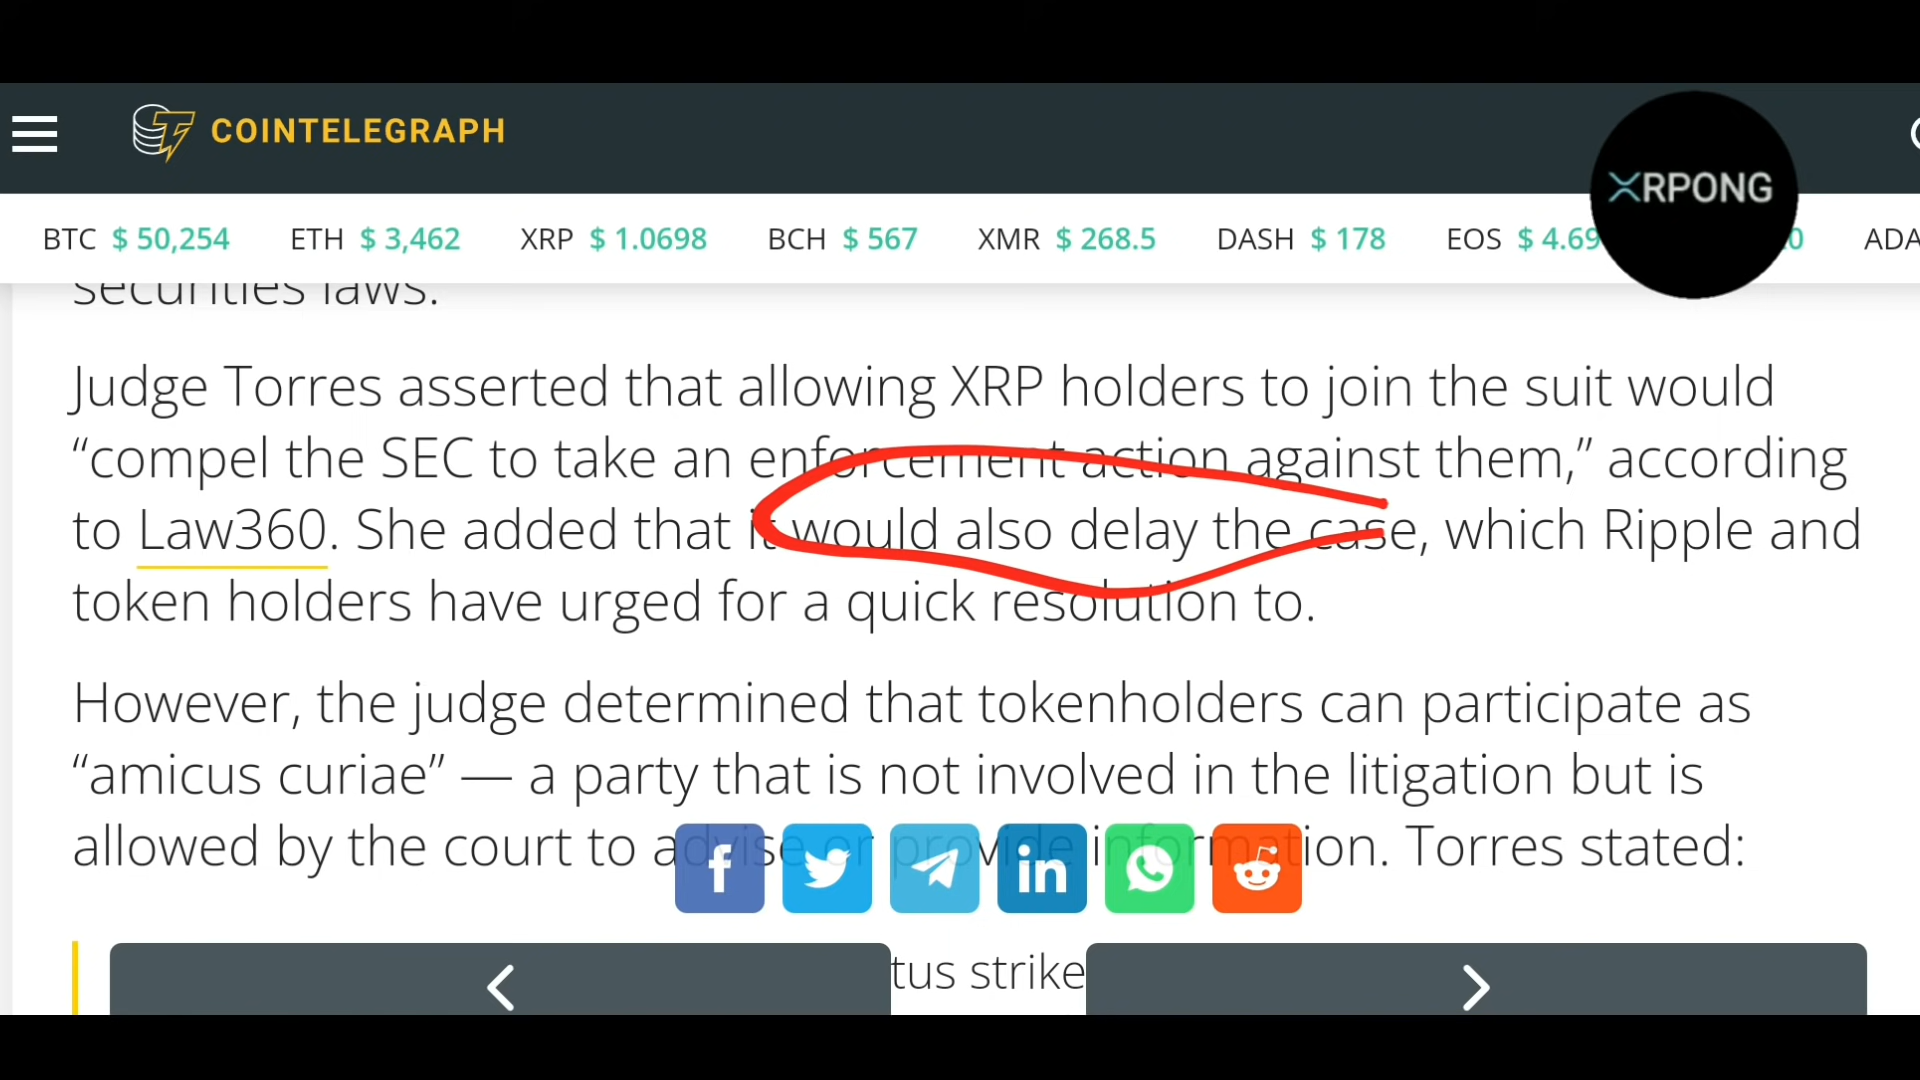 COINTELEGRAPH
XRPONG
BTC $ 50,254 ETH $ 3,462 XRP $ 1.0698 BCH $ 567 XMR $ 268.5 DASH $ 178 EOS $ 4.69 ADA
securities laws.
Judge Torres asserted that allowing XRP holders to join the suit would
“compel the SEC to take an enforcement action against them,” according
to Law360. She added that it would also delay the case, which Ripple and
token holders have urged for a quick resolution to.
However, the judge determined that tokenholders can participate as
“amicus curiae” — a party that is not involved in the litigation but is
allowed by the court to advise or provide information. Torres stated:
tus strike